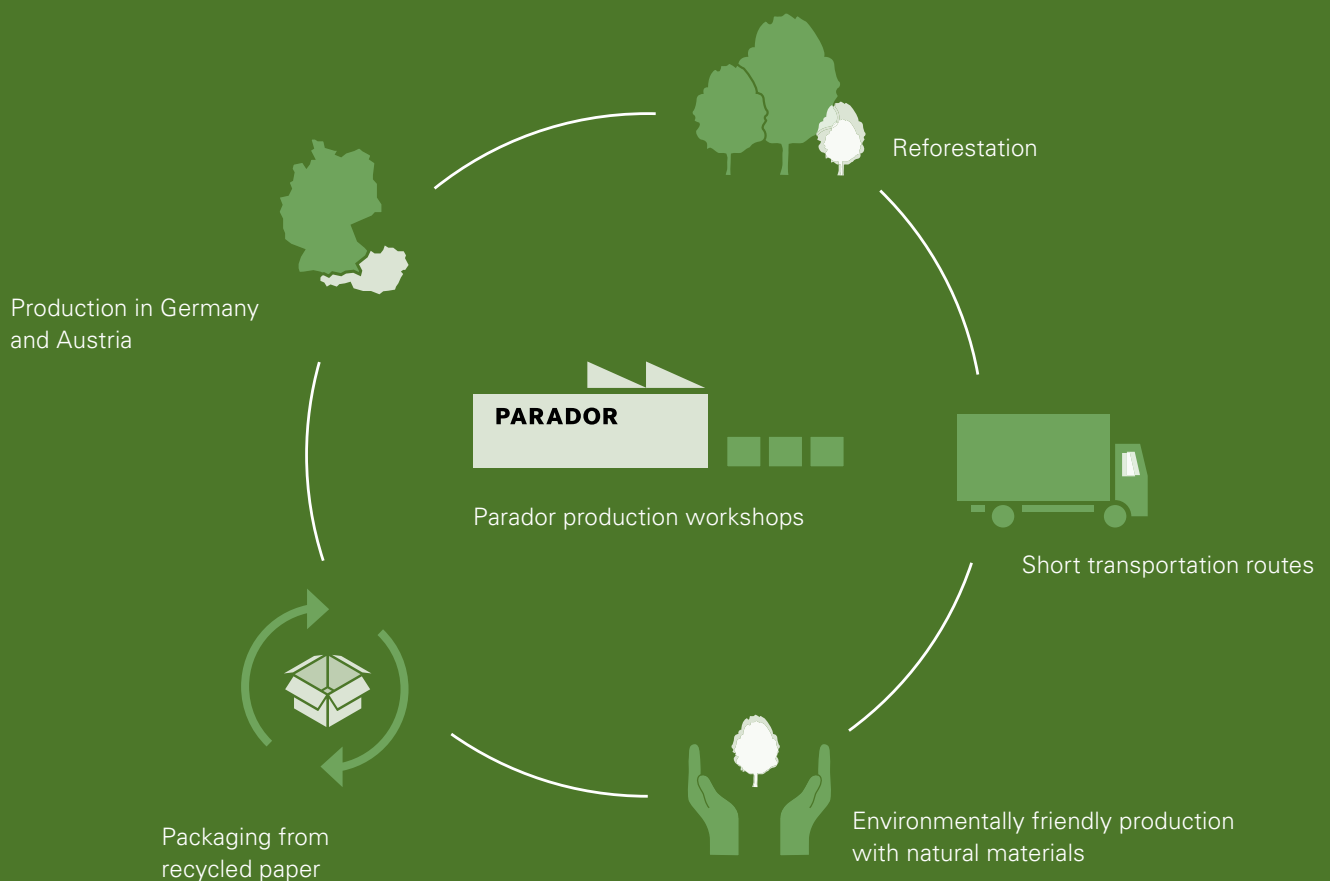 Reforestation
Production in Germany
and Austria
PARADOR
Parador production workshops
Short transportation routes
Environmentally friendly production
with natural materials
Packaging from
recycled paper